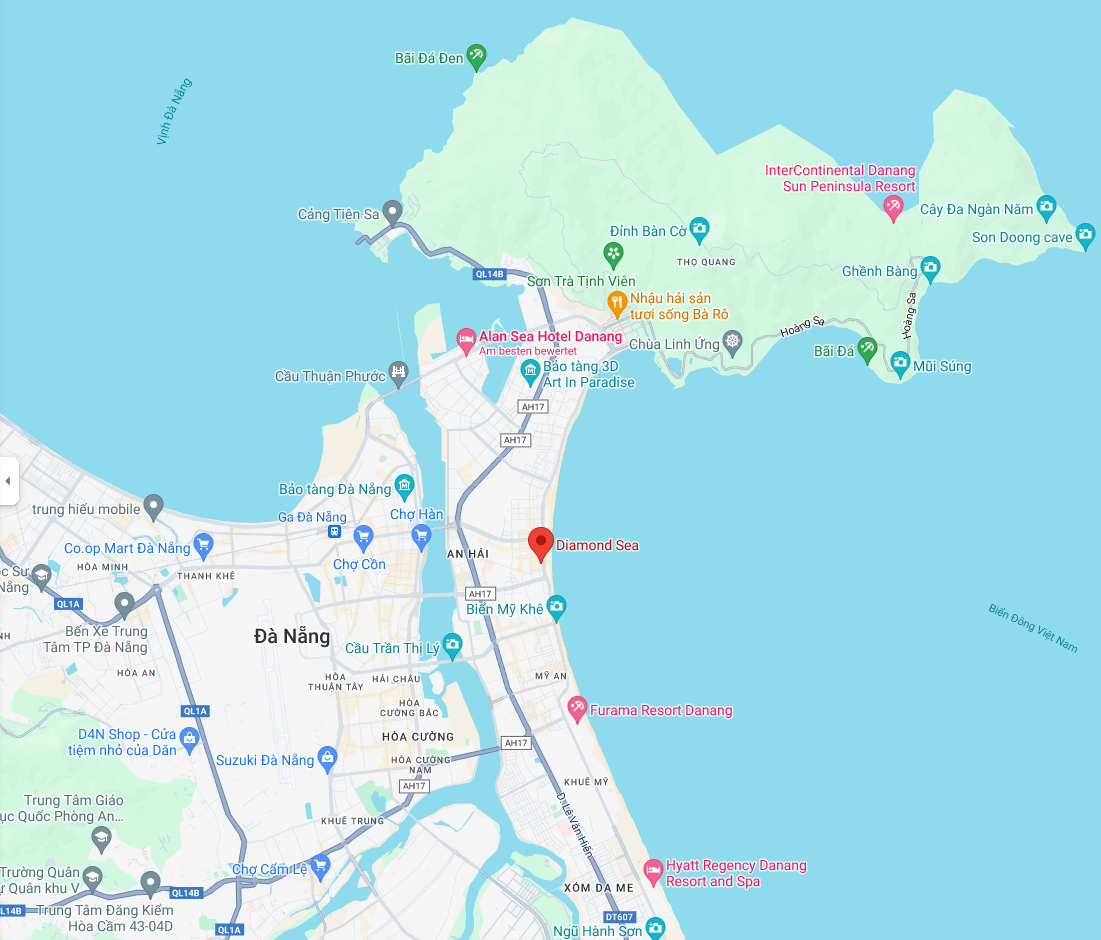 Bãi Đá Đen
Vịnh Đà Nẵng
InterContinental Danang
Sun Peninsula Resort
Cây Đa Ngàn Năm
Cảng Tiên Sa
Đỉnh Bàn Cờ
Son Doong cave
THỌ QUANG
Ghềnh Bàng
QL14B
Sơn Trà Tịnh Viên
Nhậu hải sản
tươi sống Bà Rô
Hoàng Sa
Hoàng Sa
Alan Sea Hotel Danang
Am besten bewertet
Chùa Linh Ứng
Bãi Đá
Mũi Súng
Bảo tàng 3D
Art In Paradise
Cầu Thuận Phước
AH17
AH17
Bảo tàng Đà Nẵng
trung hiếu mobile
Ga Đà Nẵng
Chợ Hàn
Co.op Mart Đà Nẵng
Chợ Cồn
AN HẢI
Diamond Sea
HÒA MINH
THANH KHÊ
ọc Sư
Nẵng
QL1A
AH17
Biển Mỹ Khê
Biển Đông Việt Nam
Bến Xe Trung
Tâm TP Đà Nẵng
NH
Đà Nẵng
Cầu Trần Thị Lý
HÒA AN
HÒA
THUẬN TÂY
HẢI CHÂU
MỸ AN
QL1A
HÒA
CƯỜNG BẮC
Furama Resort Danang
D4N Shop - Cửa
tiệm nhỏ của Dăn
HÒA CƯỜNG
AH17
Suzuki Đà Nẵng
HÒA CƯỜNG
NAM
AH17
KHUÊ MỸ
Trung Tâm Giáo
ục Quốc Phòng An...
KHUÊ TRUNG
Đ. Lê Văn Hiến
Trường Quân
ự Quân khu V
Chợ Cẩm Lệ
Hyatt Regency Danang
Resort and Spa
XÓM DA ME
QL14B
L14B
Trung Tâm Đăng Kiểm
Hòa Cầm 43-04D
QL1A
DT607
Ngũ Hành Sơn